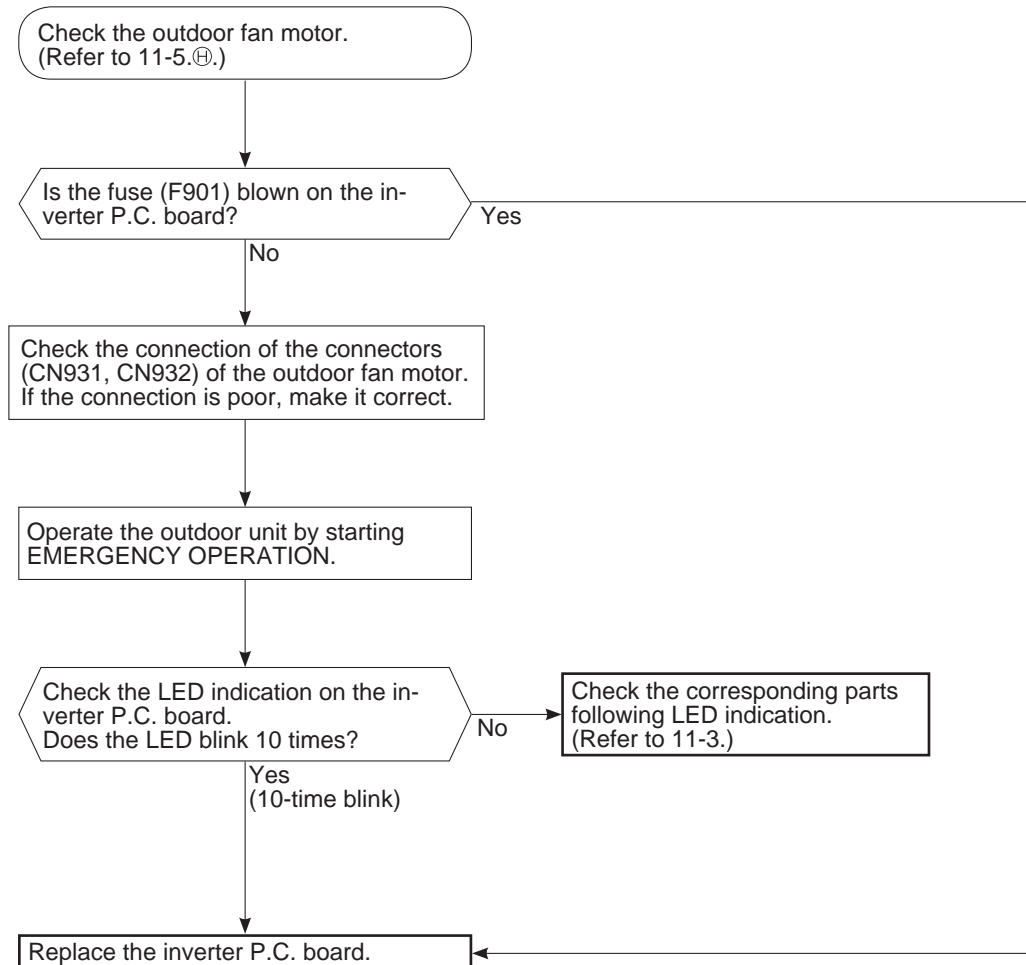 Check the outdoor fan motor.
(Refer to 11-5.Ⓗ.)
Is the fuse (F901) blown on the in-
verter P.C. board?
Yes
No
Check the connection of the connectors
(CN931, CN932) of the outdoor fan motor.
If the connection is poor, make it correct.
Operate the outdoor unit by starting
EMERGENCY OPERATION.
Check the LED indication on the in-
verter P.C. board.
Does the LED blink 10 times?
No
Check the corresponding parts
following LED indication.
(Refer to 11-3.)
Yes
(10-time blink)
Replace the inverter P.C. board.